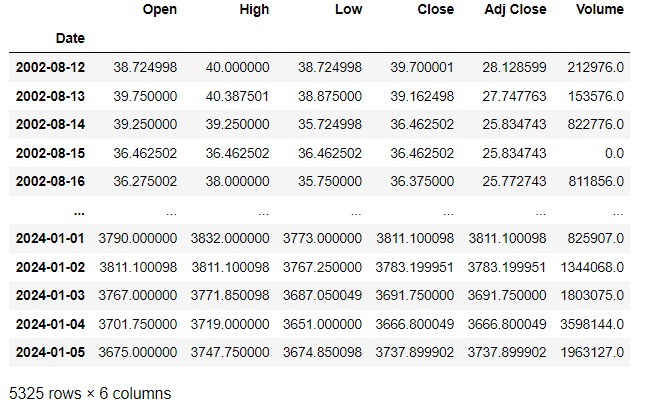 Open High Low Close Adj Close Volume
Date
2002-08-12 38.724998 40.000000 38.724998 39.700001 28.128599 212976.0
2002-08-13 39.750000 40.387501 38.875000 39.162498 27.747763 153576.0
2002-08-14 39.250000 39.250000 35.724998 36.462502 25.834743 822776.0
2002-08-15 36.462502 36.462502 36.462502 36.462502 25.834743 0.0
2002-08-16 36.275002 38.000000 35.750000 36.375000 25.772743 811856.0
... ... ... ... ... ... ...
2024-01-01 3790.000000 3832.000000 3773.000000 3811.100098 3811.100098 825907.0
2024-01-02 3811.100098 3811.100098 3767.250000 3783.199951 3783.199951 1344068.0
2024-01-03 3767.000000 3771.850098 3687.050049 3691.750000 3691.750000 1803075.0
2024-01-04 3701.750000 3719.000000 3651.000000 3666.800049 3666.800049 3598144.0
2024-01-05 3675.000000 3747.750000 3674.850098 3737.899902 3737.899902 1963127.0
5325 rows × 6 columns